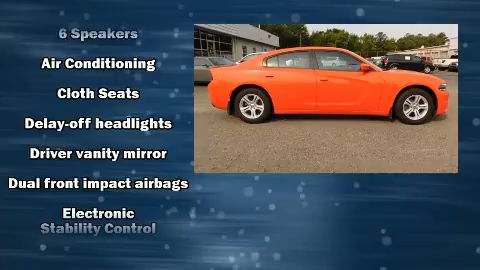 6 Speakers
Air Conditioning
Cloth Seats
Delay-off headlights
Driver vanity mirror
Dual front impact airbags
Electronic
Stability Control